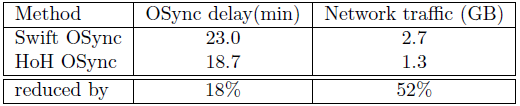 Method OSync delay(min) Network traffic (GB)
Swift OSync 23.0 2.7
HoH OSync 18.7 1.3
reduced by 18% 52%